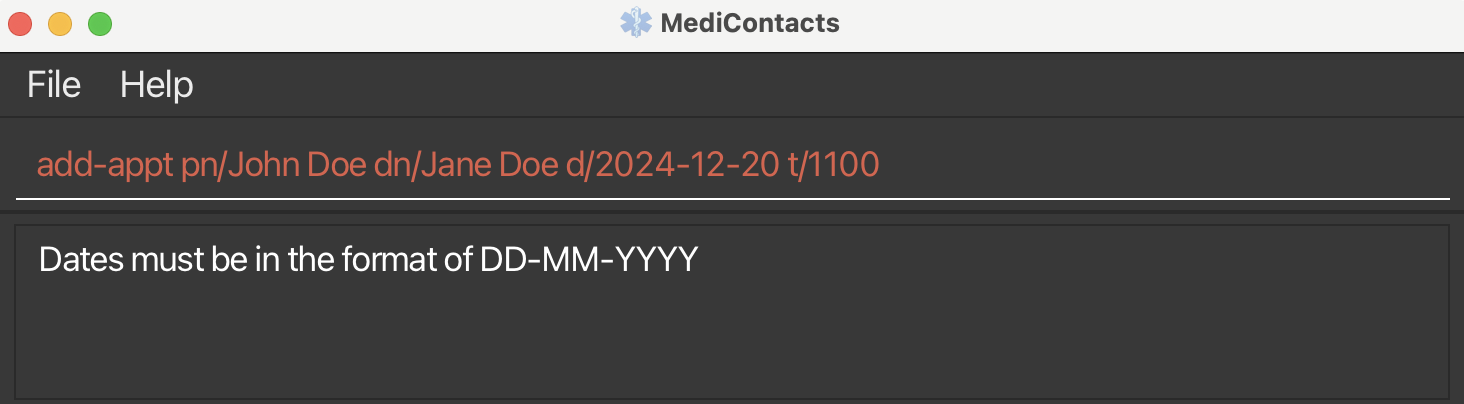 MediContacts
File Help
add-appt pn/John Doe dn/Jane Doe d/2024-12-20 t/1100
Dates must be in the format of DD-MM-YYYY